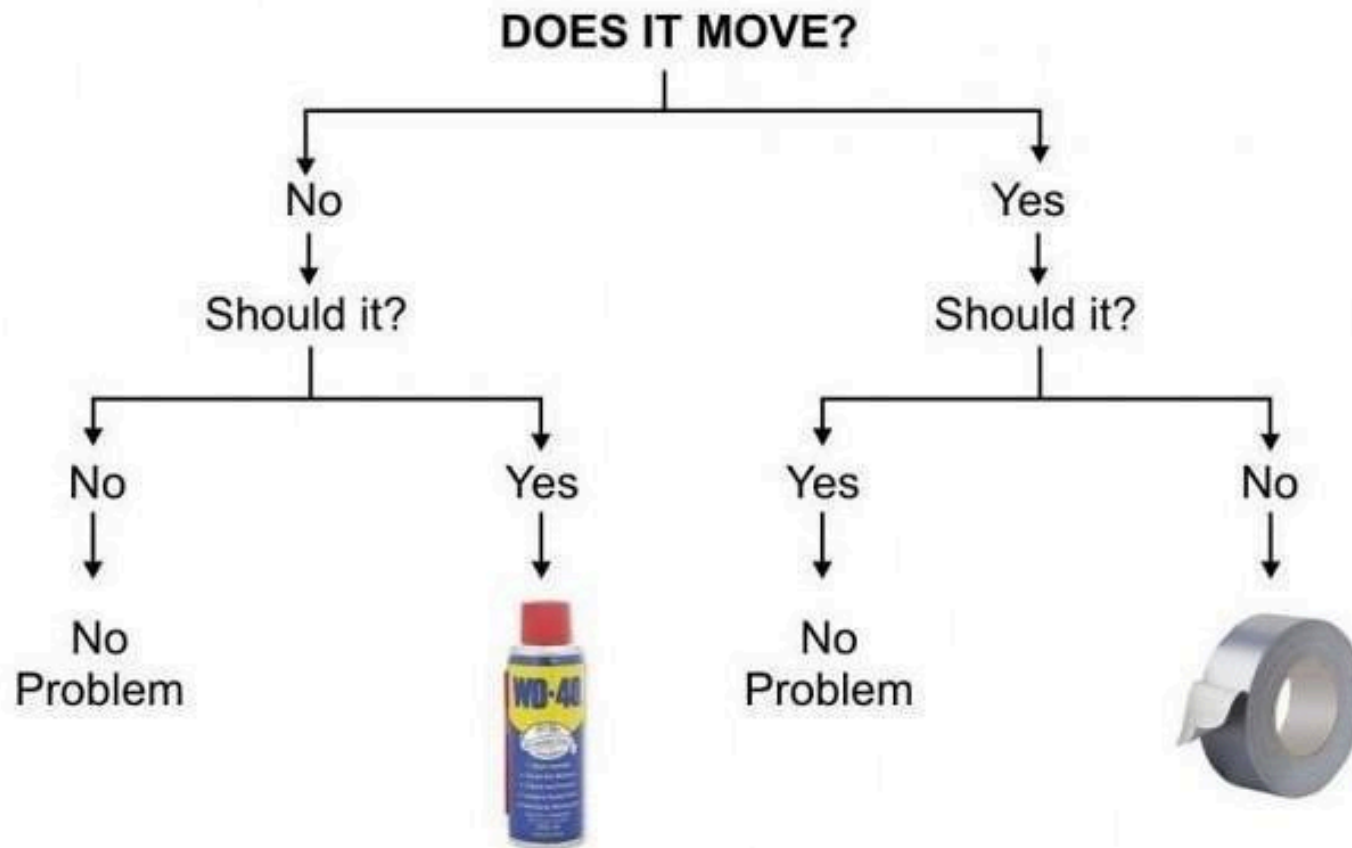 DOES IT MOVE?
No
Yes
Should it?
Should it?
No
Yes
Yes
No
No
Problem
WD-40
No
Problem